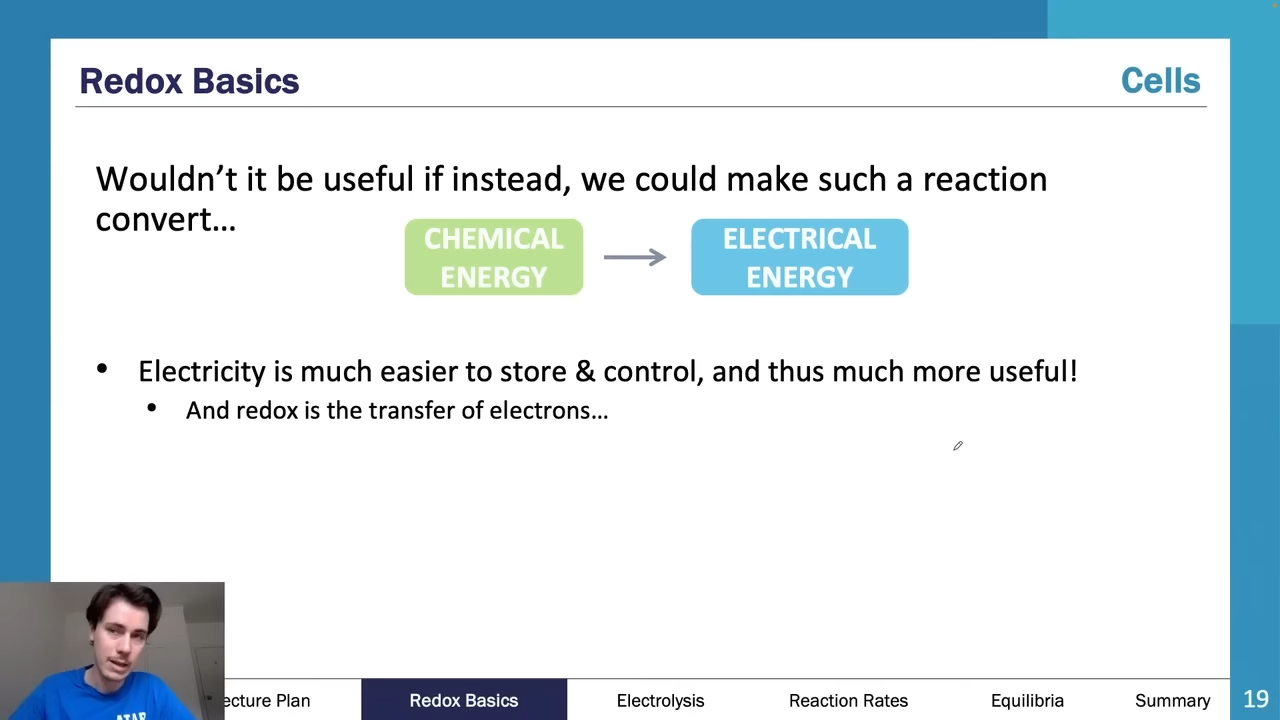 Redox Basics
Cells
Wouldn't it be useful if instead, we could make such a reaction
convert...
CHEMICAL
ENERGY
ELECTRICAL
ENERGY
• Electricity is much easier to store & control, and thus much more useful!
• And redox is the transfer of electrons...
Plan
Redox Basics
Electrolysis
Reaction Rates
Equilibria
Summary
19